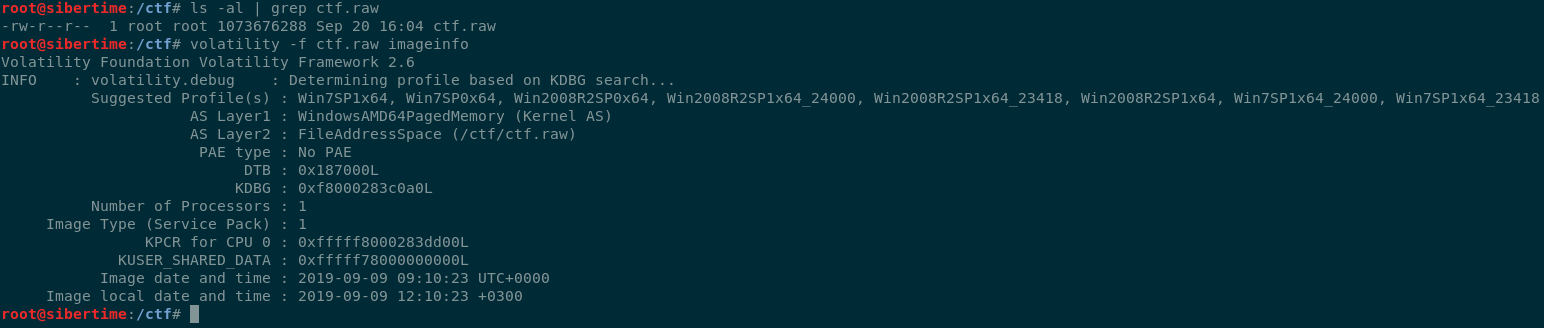 root@sibertime:/ctf# ls -al | grep ctf.raw
-rw-r--r--  1 root root 1073676288 Sep 20 16:04 ctf.raw
root@sibertime:/ctf# volatility -f ctf.raw imageinfo
Volatility Foundation Volatility Framework 2.6
INFO    : volatility.debug    : Determining profile based on KDBG search...
          Suggested Profile(s) : Win7SP1x64, Win7SP0x64, Win2008R2SP0x64, Win2008R2SP1x64_24000, Win2008R2SP1x64_23418, Win2008R2SP1x64, Win7SP1x64_24000, Win7SP1x64_23418
                     AS Layer1 : WindowsAMD64PagedMemory (Kernel AS)
                     AS Layer2 : FileAddressSpace (/ctf/ctf.raw)
                      PAE type : No PAE
                           DTB : 0x187000L
                          KDBG : 0xf8000283c0a0L
          Number of Processors : 1
     Image Type (Service Pack) : 1
                KPCR for CPU 0 : 0xfffff8000283dd00L
             KUSER_SHARED_DATA : 0xfffff78000000000L
           Image date and time : 2019-09-09 09:10:23 UTC+0000
     Image local date and time : 2019-09-09 12:10:23 +0300
root@sibertime:/ctf#